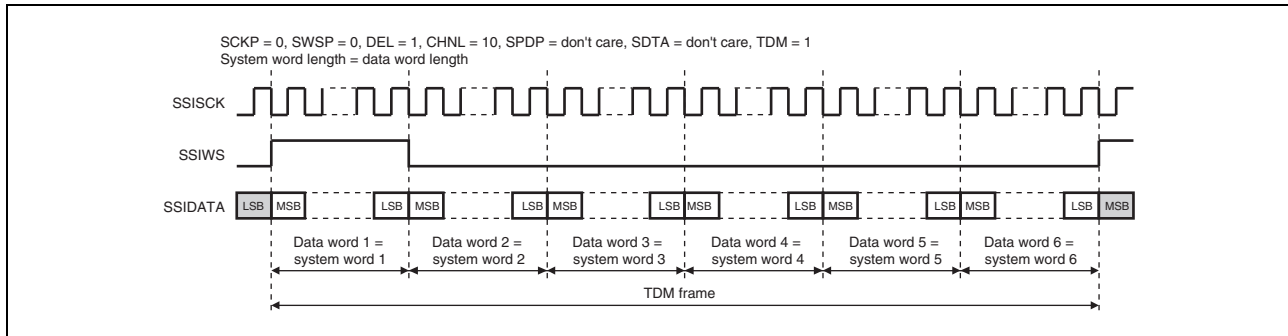 SCKP = 0, SWSP = 0, DEL = 1, CHNL = 10, SPDP = don't care, SDTA = don't care, TDM = 1
System word length = data word length
SSISCK
SSIWS
SSIDATA
LSB MSB LSB MSB LSB MSB LSB MSB LSB MSB LSB MSB LSB MSB
Data word 1 = Data word 2 = Data word 3 = Data word 4 = Data word 5 = Data word 6 =
system word 1 system word 2 system word 3 system word 4 system word 5 system word 6
TDM frame